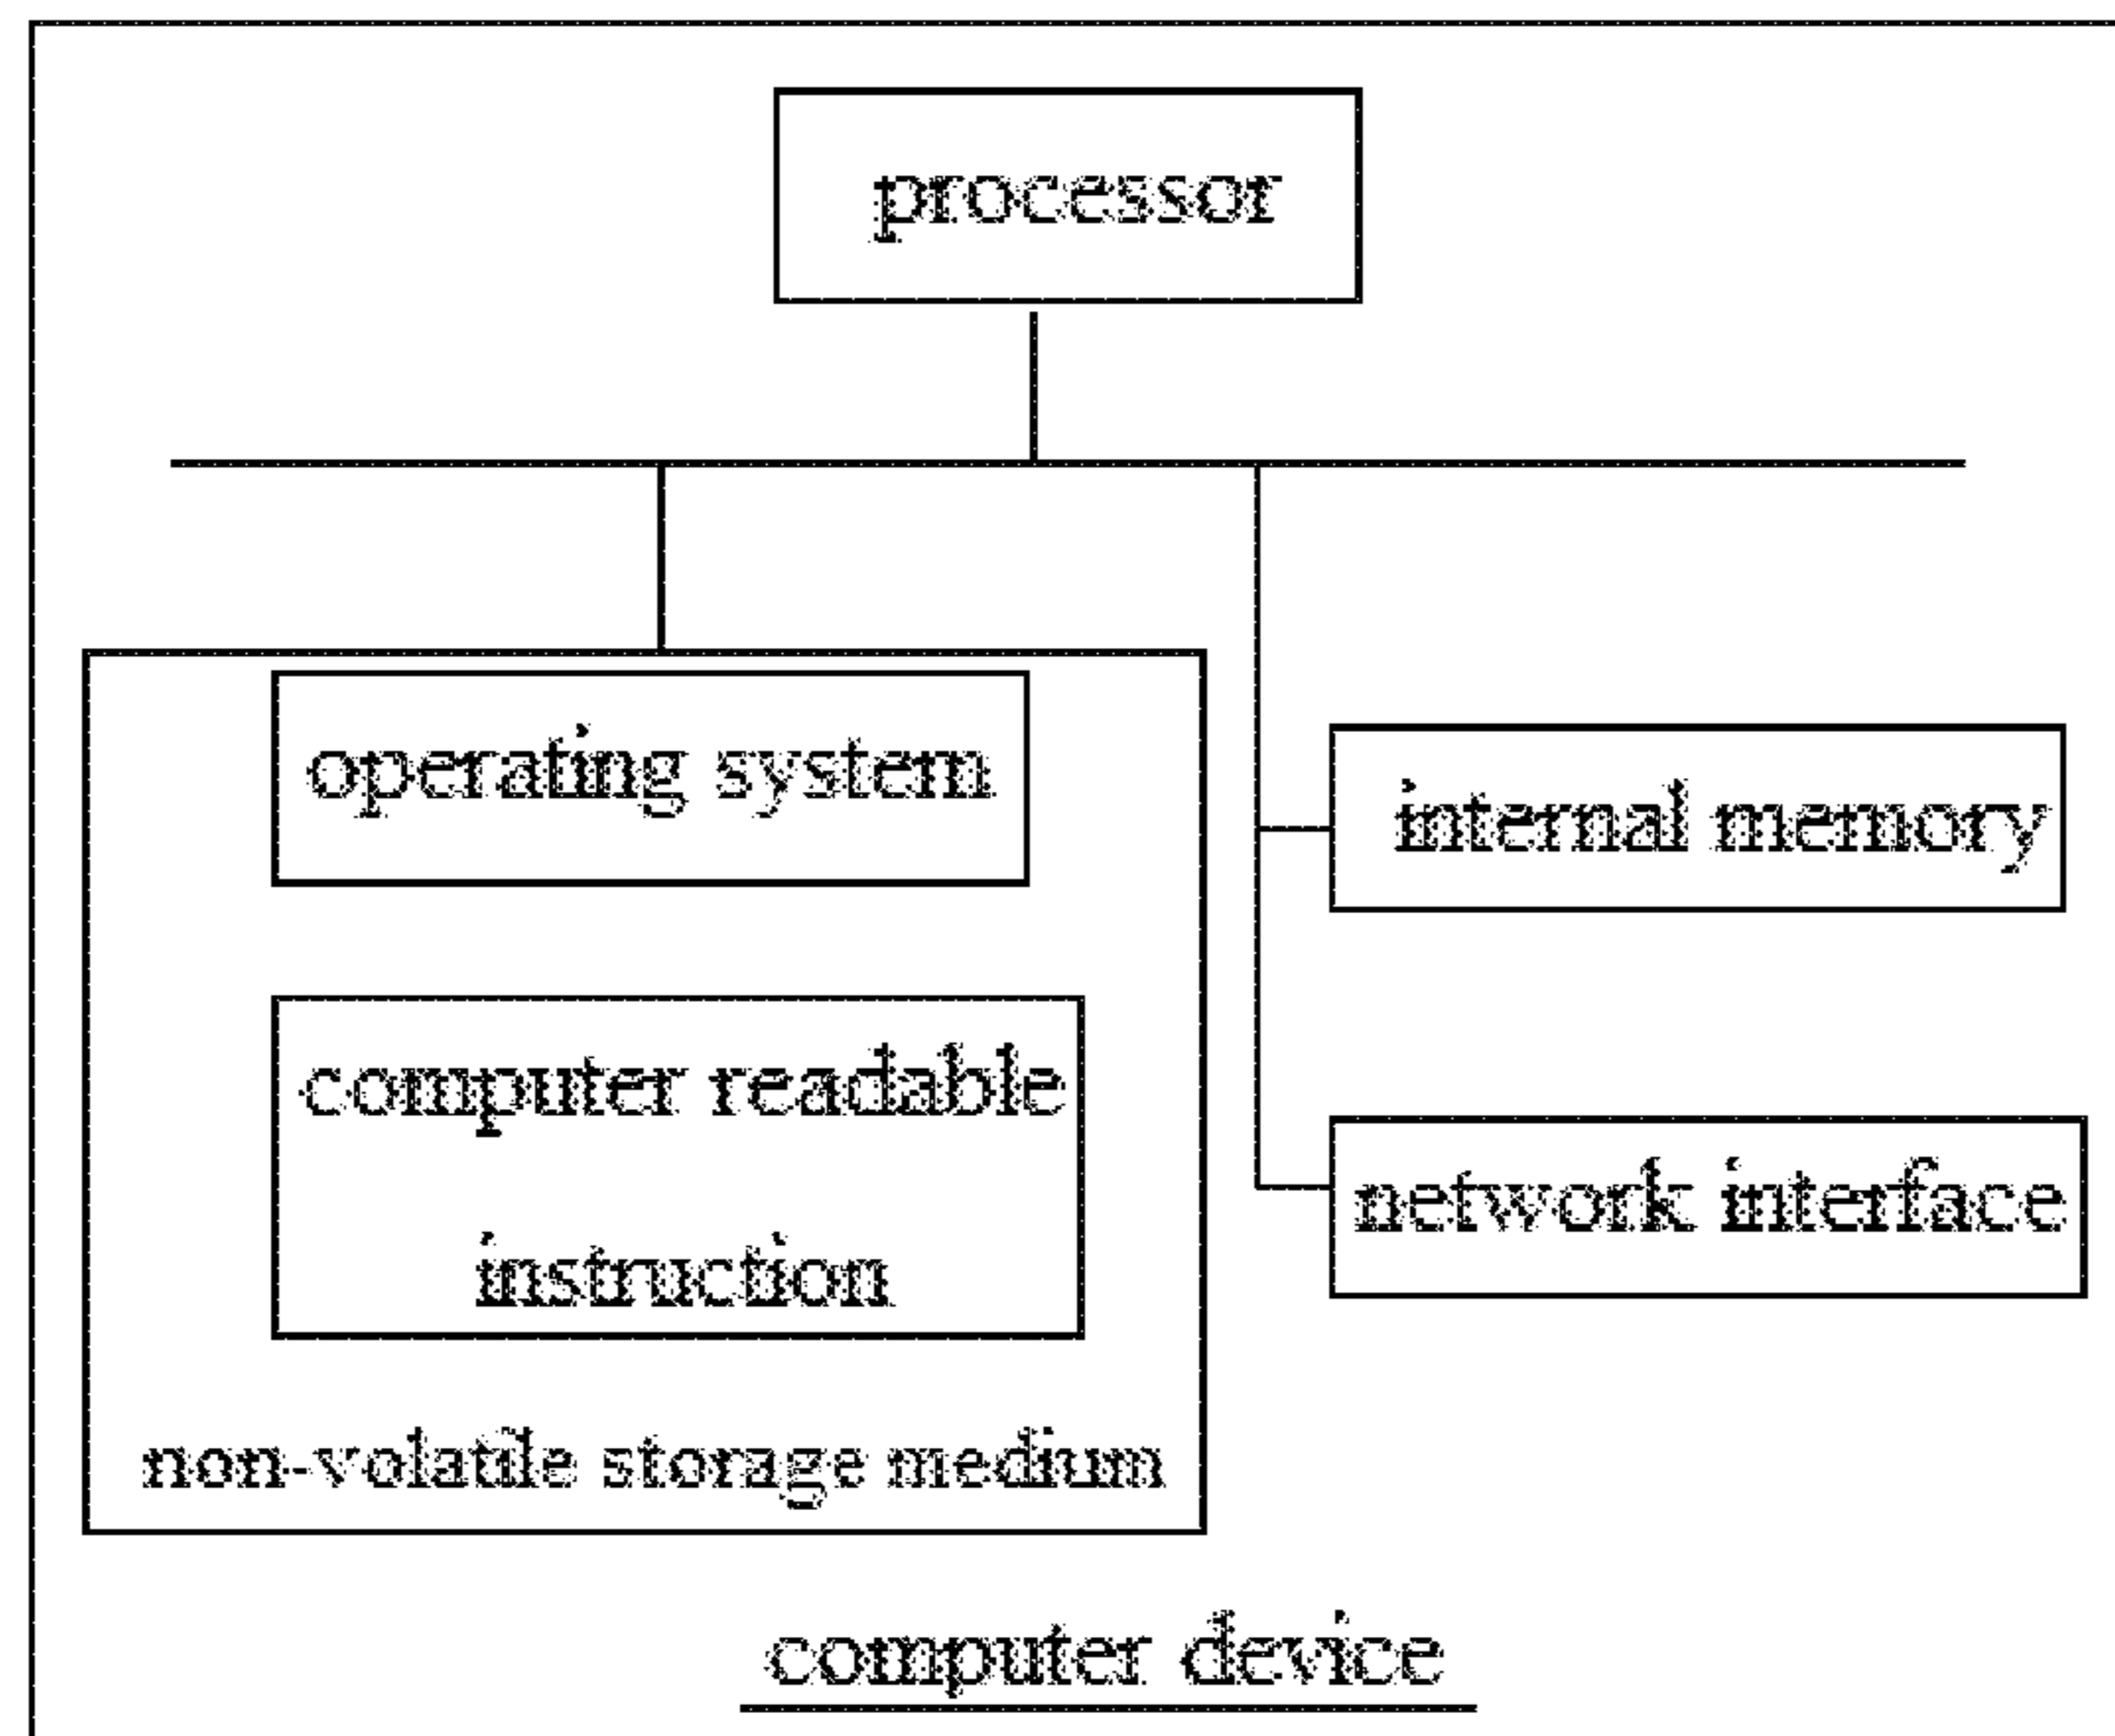 processor
operating system
internal memory
computer readable
instruction
network interface
non-volatile storage medium
computer device